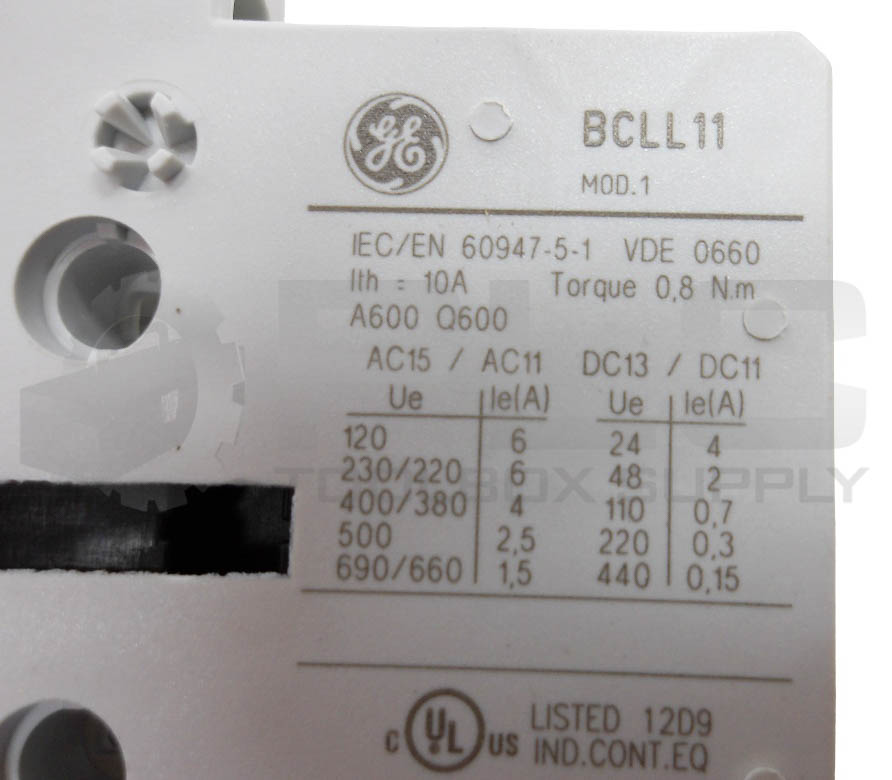 GE
BCLL11
MOD.1
IEC/EN 60947-5-1 VDE 0660
Ith = 10A Torque 0,8 N.m
A600 Q600
AC15 / AC11 DC13 / DC11
Ue Ie(A) Ue Ie(A)
120 6 24 4
230/220 6 48 2
400/380 4 110 0,7
500 2,5 220 0,3
690/660 1,5 440 0,15
PLC
TOOLBOX SUPPLY
C UL US LISTED 12D9
IND.CONT.EQ